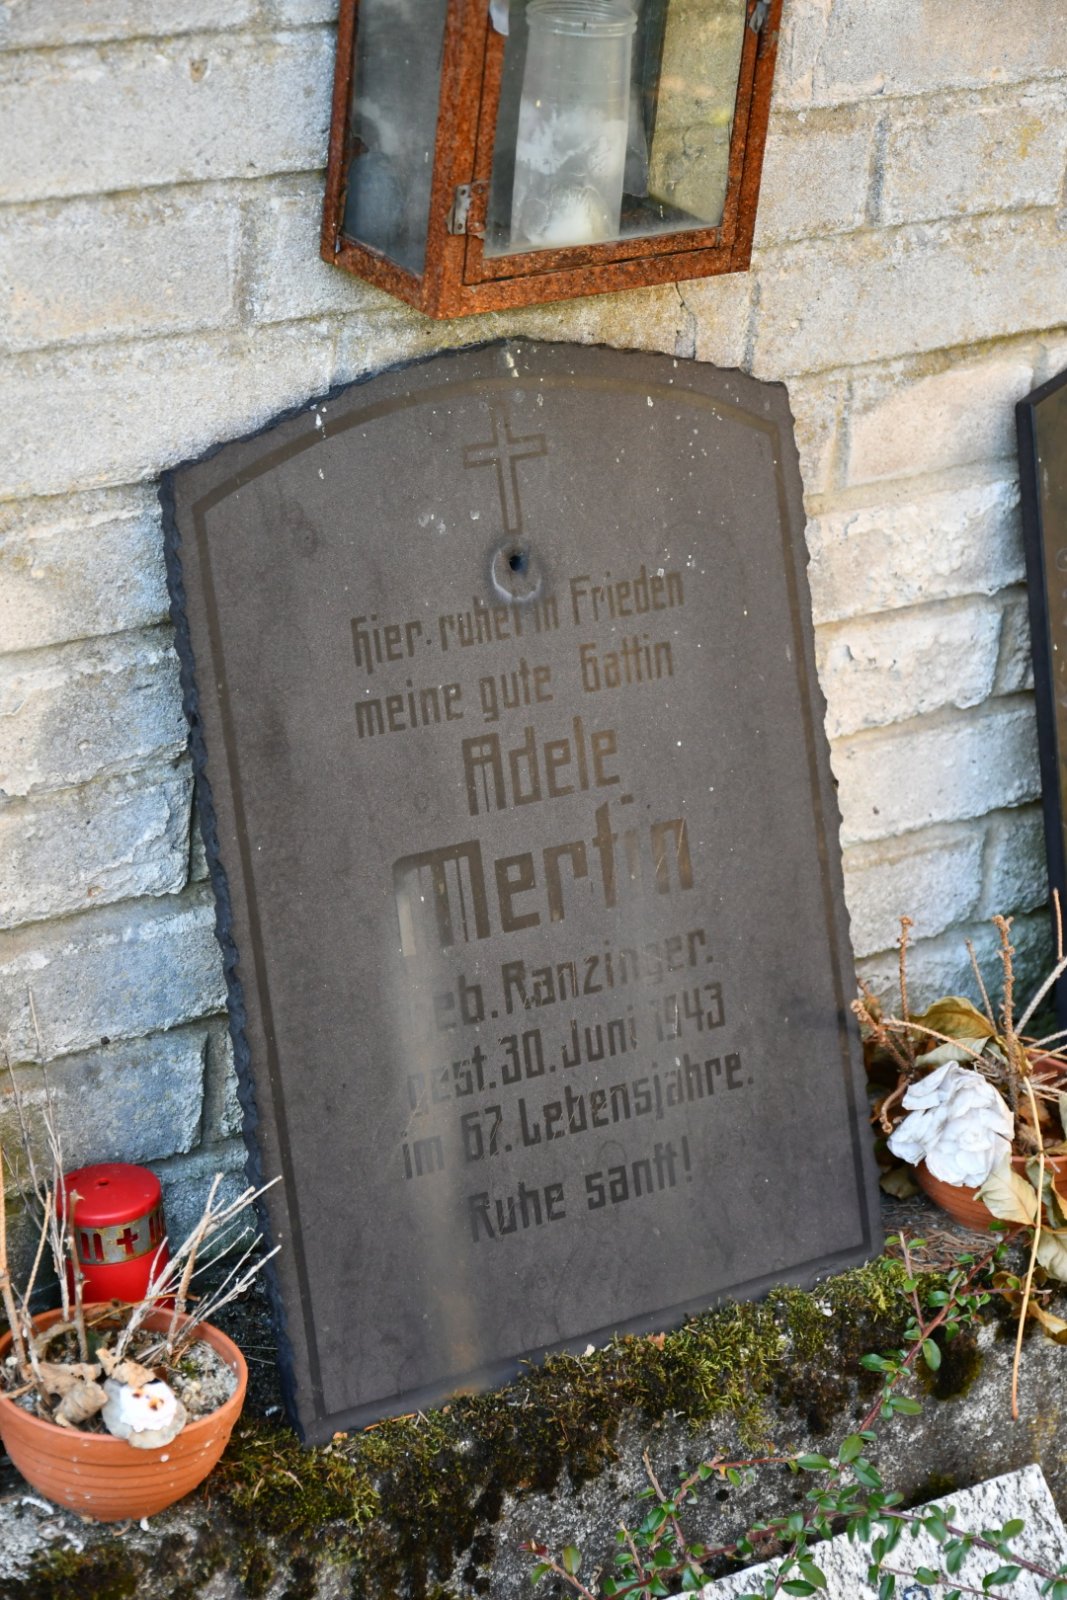 hier. ruhet in Frieden
meine gute Gattin
Adele
Mertin
geb. Ranzinger.
gest. 30. Juni 1943
im 67. Lebensjahre.
Ruhe sanft!